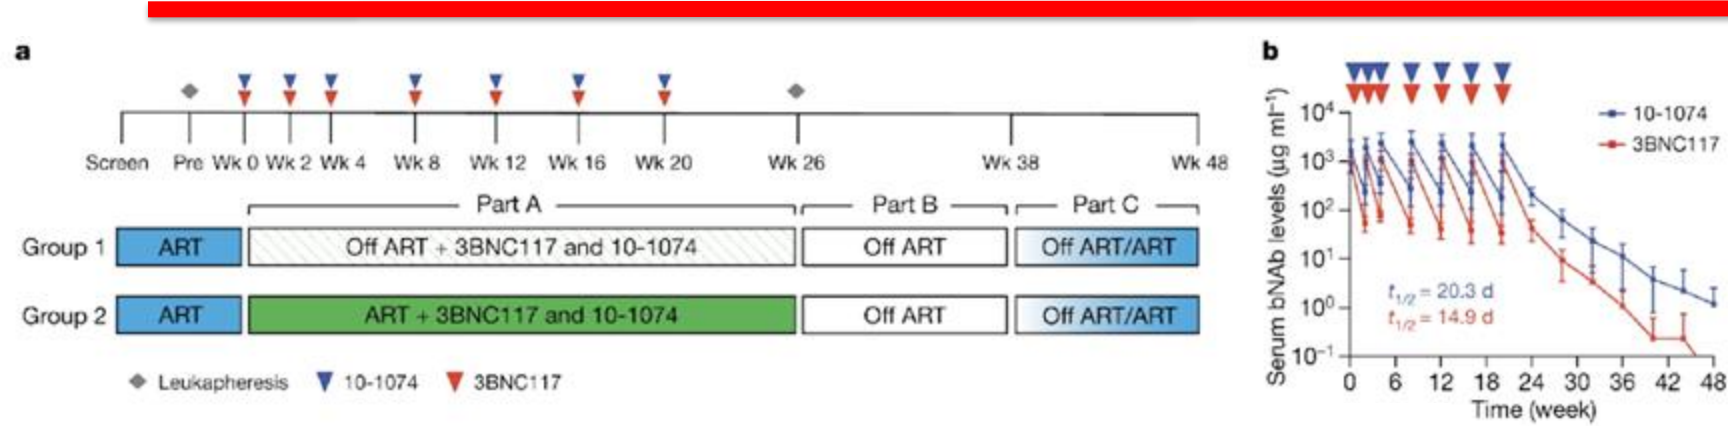 a
Screen Pre Wk 0 Wk 2 Wk 4 Wk 8 Wk 12 Wk 16 Wk 20 Wk 26 Wk 38 Wk 48
Part A Part B Part C
Group 1 ART Off ART + 3BNC117 and 10-1074 Off ART Off ART/ART
Group 2 ART ART + 3BNC117 and 10-1074 Off ART Off ART/ART
Leukapheresis 10-1074 3BNC117
b
Serum bNAb levels (µg ml⁻¹)
10⁴
10³
10²
10¹
10⁰
10⁻¹
10-1074
3BNC117
t1/2 = 20.3 d
t1/2 = 14.9 d
0 6 12 18 24 30 36 42 48
Time (week)